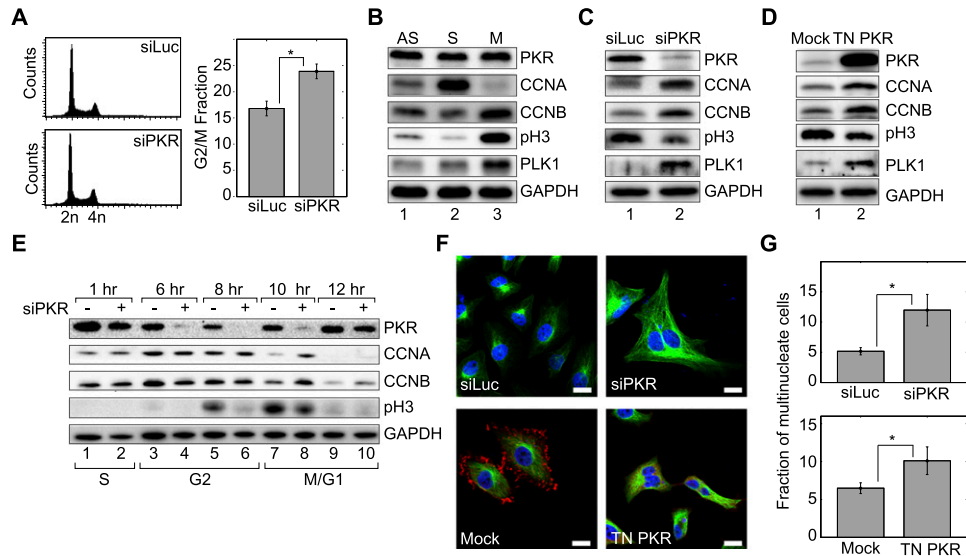 A
Counts
siLuc
Counts
siPKR
2n 4n
G2/M Fraction
25
20
15
10
5
0
*
siLuc siPKR
B
AS S M
PKR
CCNA
CCNB
pH3
PLK1
GAPDH
1 2 3
C
siLuc siPKR
PKR
CCNA
CCNB
pH3
PLK1
GAPDH
1 2
D
Mock TN PKR
PKR
CCNA
CCNB
pH3
PLK1
GAPDH
1 2
E
1 hr 6 hr 8 hr 10 hr 12 hr
siPKR - + - + - + - + - +
PKR
CCNA
CCNB
pH3
GAPDH
1 2 3 4 5 6 7 8 9 10
S G2 M/G1
F
siLuc
siPKR
Mock
TN PKR
G
Fraction of multinucleate cells
15
10
5
0
*
siLuc siPKR
15
10
5
0
*
Mock TN PKR